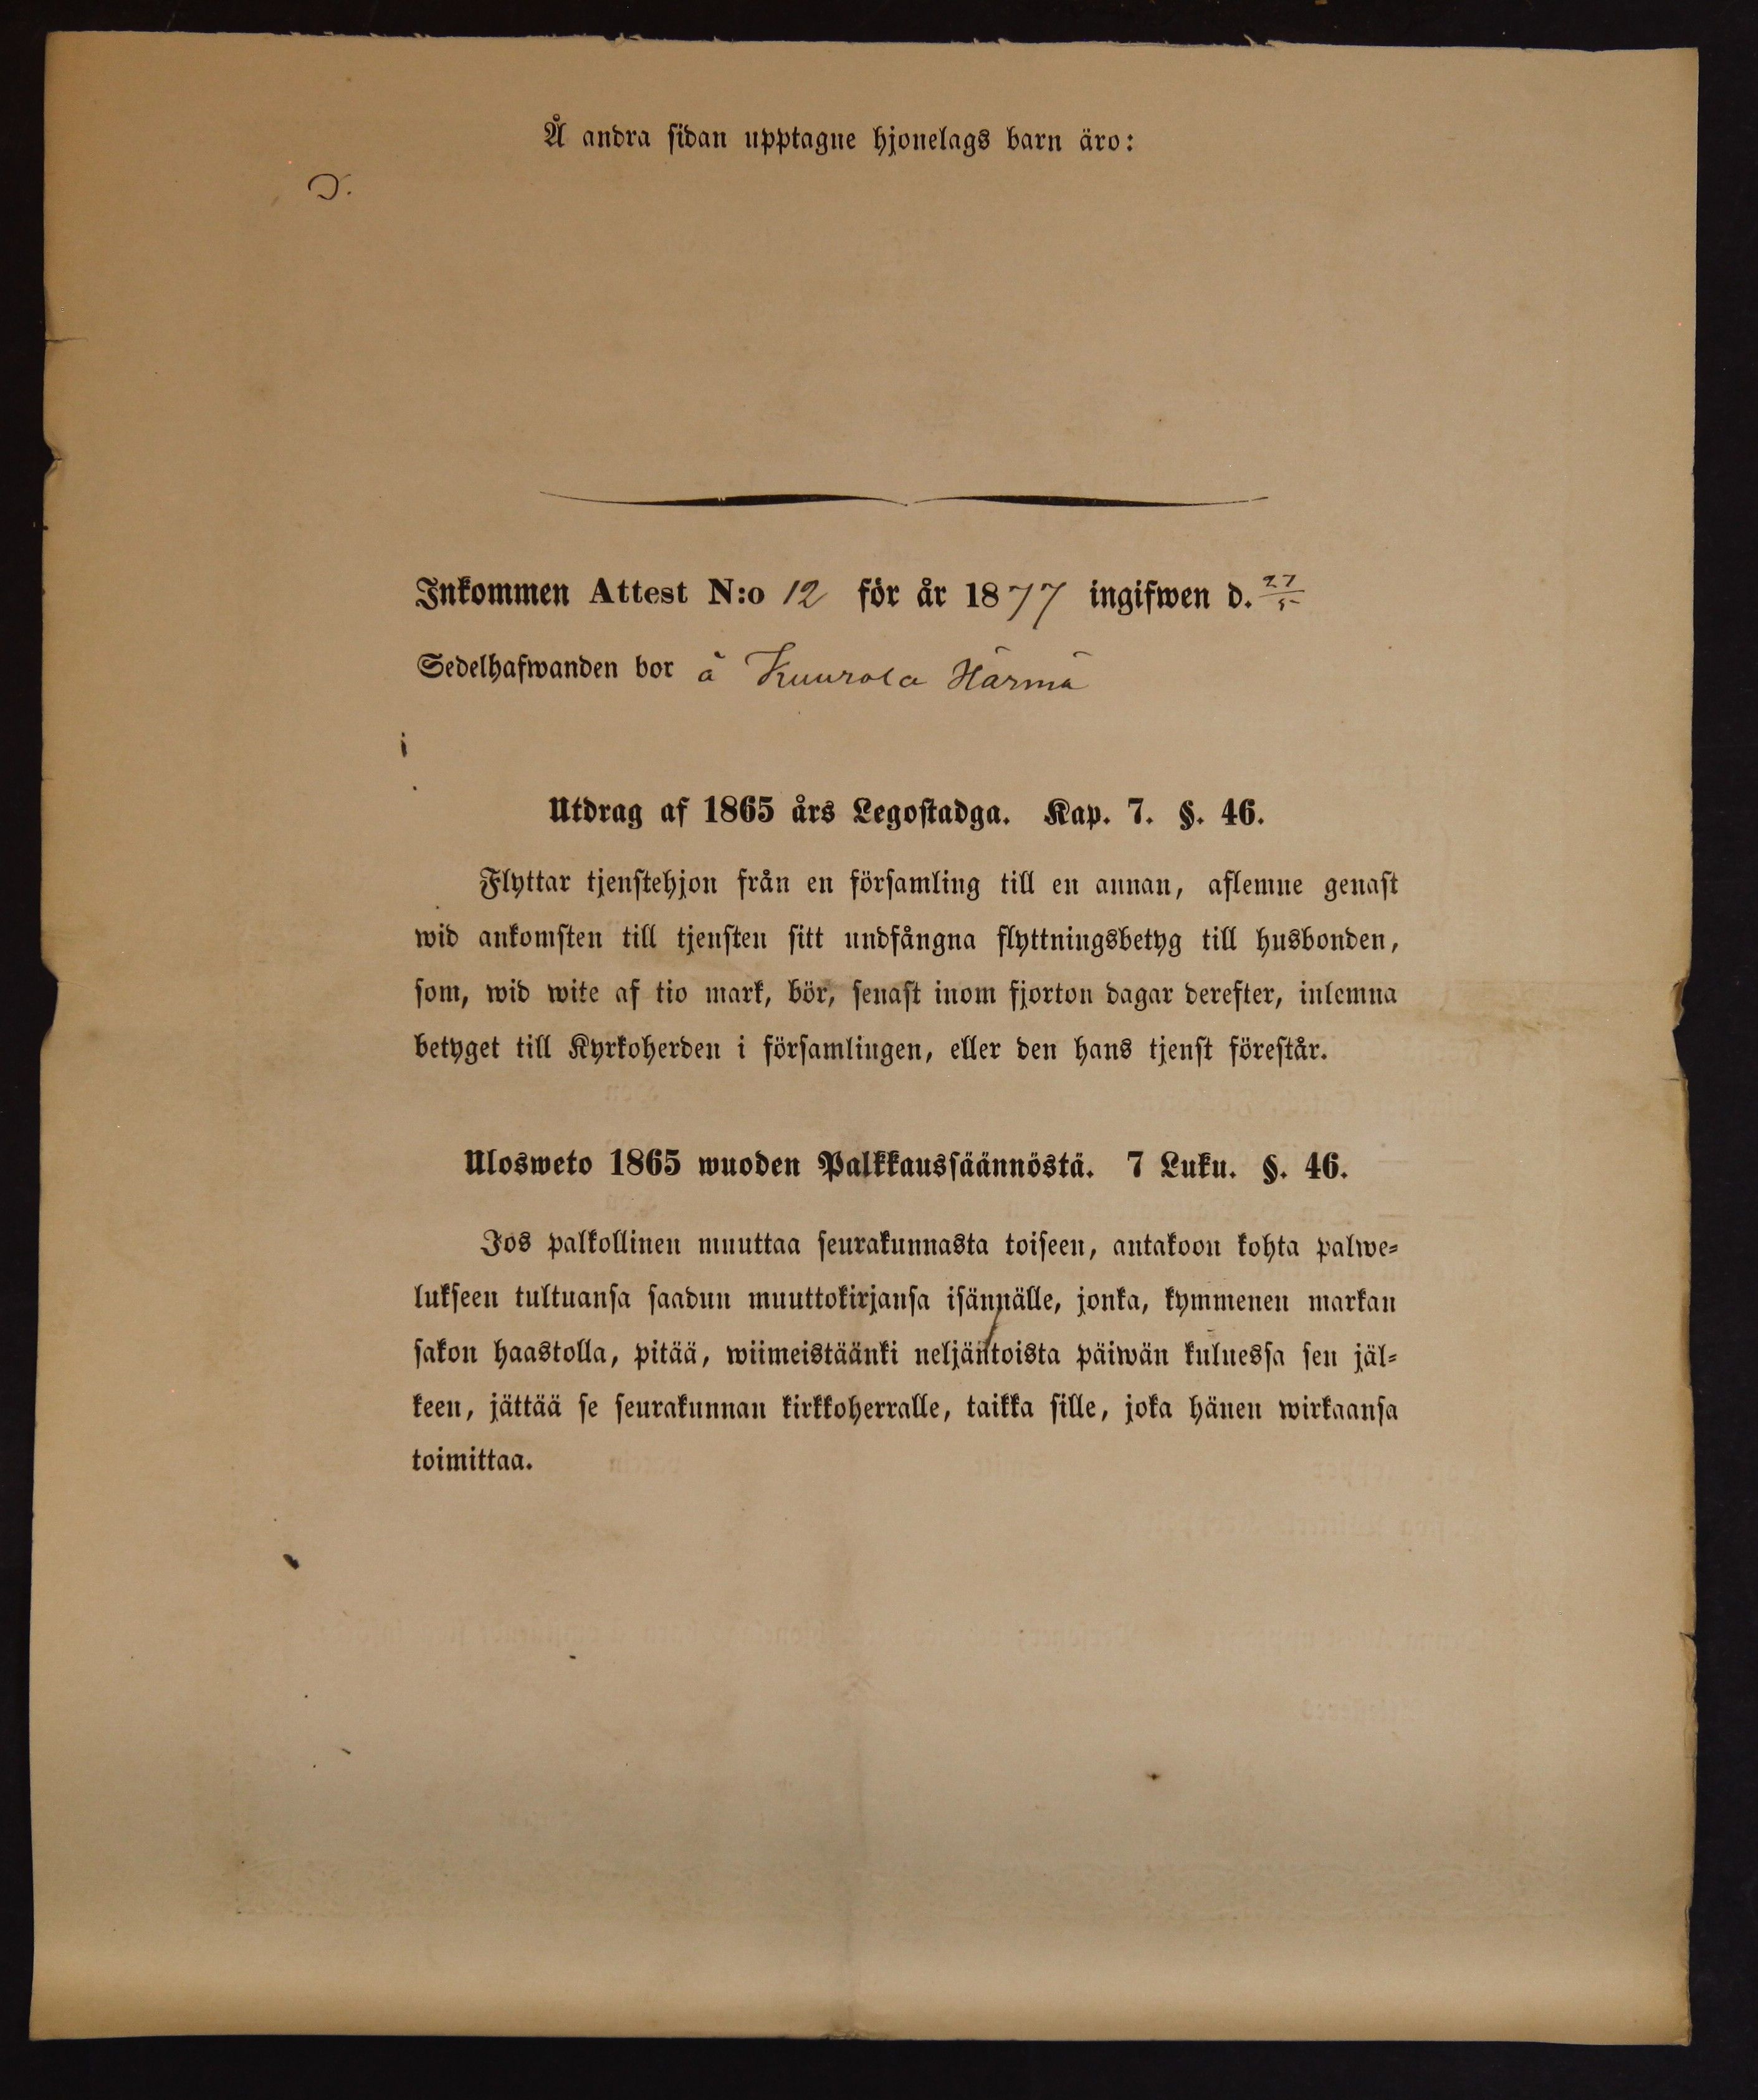 Å andra sidan upptagne hjonelags barn äro:
Inkommen Attest N:o 12 för år 1877 ingifwen d. 27/5
Sedelhafwanden bor å Kuurola Härmä
Utdrag af 1865 års Legostadga. Kap. 7. §. 46.
Flyttar tjenstehjon från en församling till en annan, aflemne genast
wid ankomsten till tjensten sitt undfångna flyttningsbetyg till husbonden,
som, wid wite af tio mark, bör, senast inom fjorton dagar derefter, inlemna
betyget till Kyrkoherden i församlingen, eller den hans tjenst förestår.
Ulosweto 1865 wuoden Palkkaussäännöstä. 7 Luku. §. 46.
Jos palkollinen muuttaa seurakunnasta toiseen, antakoon kohta palwe-
lukseen tultuansa saadun muuttokirjansa isännälle, jonka, kymmenen markan
sakon haastolla, pitää, wiimeistäänki neljäntoista päiwän kuluessa sen jäl-
keen, jättää se seurakunnan kirkkoherralle, taikka sille, joka hänen wirkaansa
toimittaa.